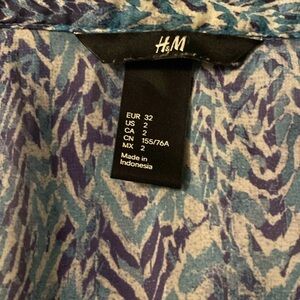 H&M
EUR 32
US 2
CA 2
CN 155/76A
MX 2
Made in
Indonesia